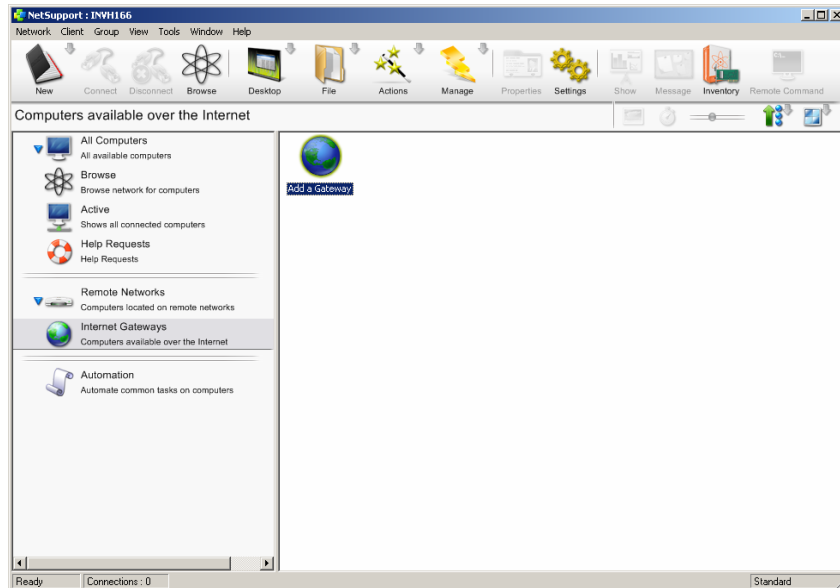 NetSupport : INVH166
Network Client Group View Tools Window Help
New Connect Disconnect Browse Desktop File Actions Manage Properties Settings Show Message Inventory Remote Command
Computers available over the Internet
All Computers
All available computers
Browse
Browse network for computers
Active
Shows all connected computers
Help Requests
Help Requests
Remote Networks
Computers located on remote networks
Internet Gateways
Computers available over the Internet
Automation
Automate common tasks on computers
Add a Gateway
Ready Connections : 0 Standard